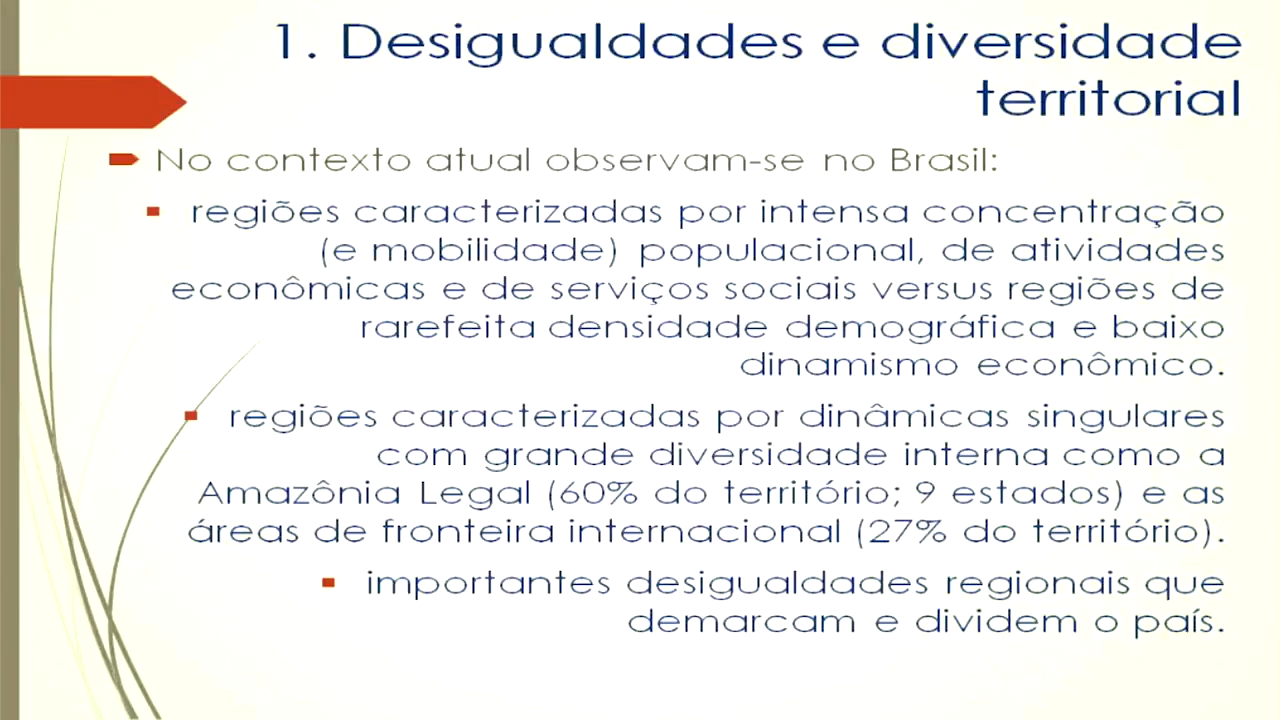 1. Desigualdades e diversidade
territorial
No contexto atual observam-se no Brasil:
regiões caracterizadas por intensa concentração
(e mobilidade) populacional, de atividades
econômicas e de serviços sociais versus regiões de
rarefeita densidade demográfica e baixo
dinamismo econômico.
regiões caracterizadas por dinâmicas singulares
com grande diversidade interna como a
Amazônia Legal (60% do território; 9 estados) e as
áreas de fronteira internacional (27% do território).
importantes desigualdades regionais que
demarcam e dividem o país.